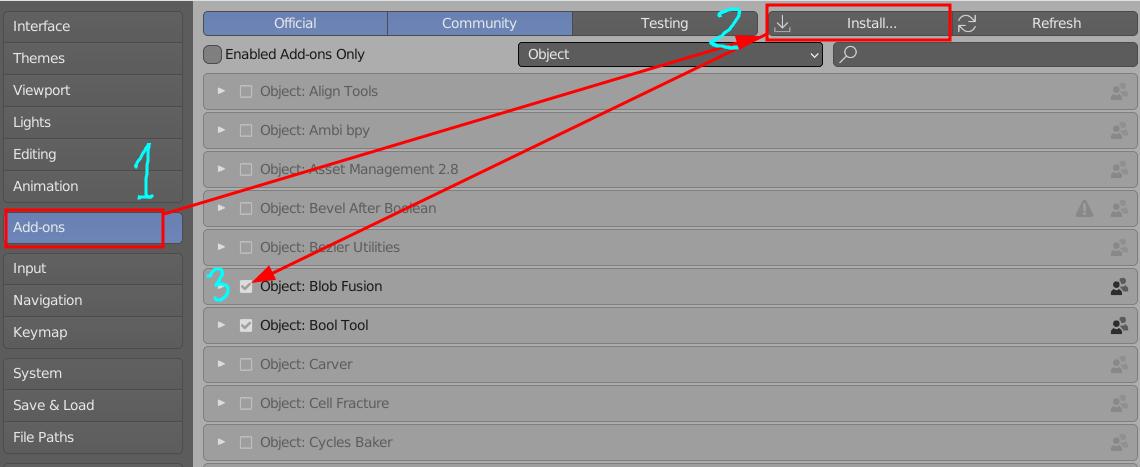 Interface
Themes
Viewport
Lights
Editing
Animation
1
Add-ons
Input
Navigation
Keymap
System
Save & Load
File Paths
Official
Community
Testing
2
Install...
Refresh
Enabled Add-ons Only
Object
Object: Align Tools
Object: Ambi bpy
Object: Asset Management 2.8
Object: Bevel After Boolean
Object: Bezier Utilities
3
Object: Blob Fusion
Object: Bool Tool
Object: Carver
Object: Cell Fracture
Object: Cycles Baker